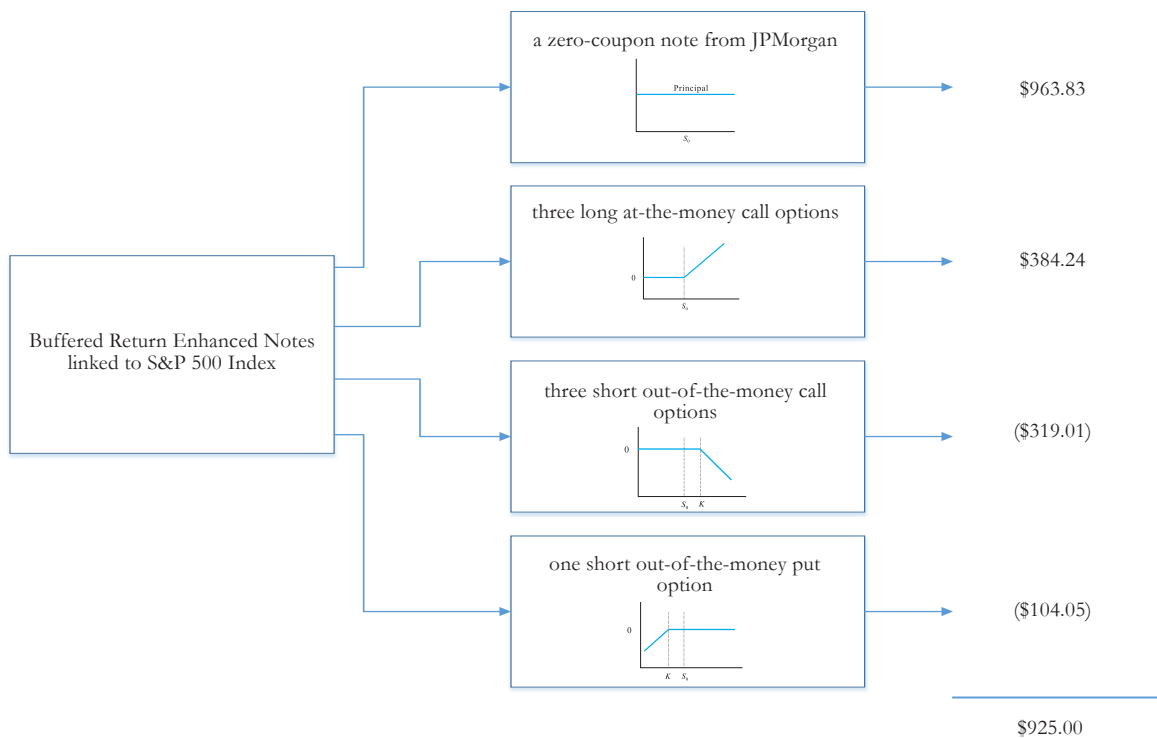 a zero-coupon note from JPMorgan
Principal
S₀
$963.83
three long at-the-money call options
0
S₀
$384.24
Buffered Return Enhanced Notes
linked to S&P 500 Index
three short out-of-the-money call
options
0
S₀ K
($319.01)
one short out-of-the-money put
option
0
K S₀
($104.05)
$925.00